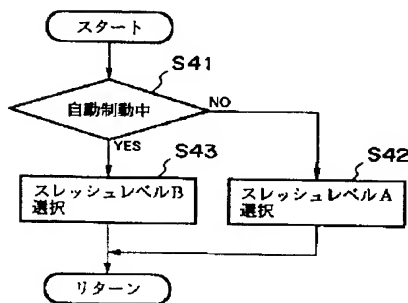 スタート
S41
自動制動中
NO
YES
S43
S42
スレッシュレベルB
選択
スレッシュレベルA
選択
リターン